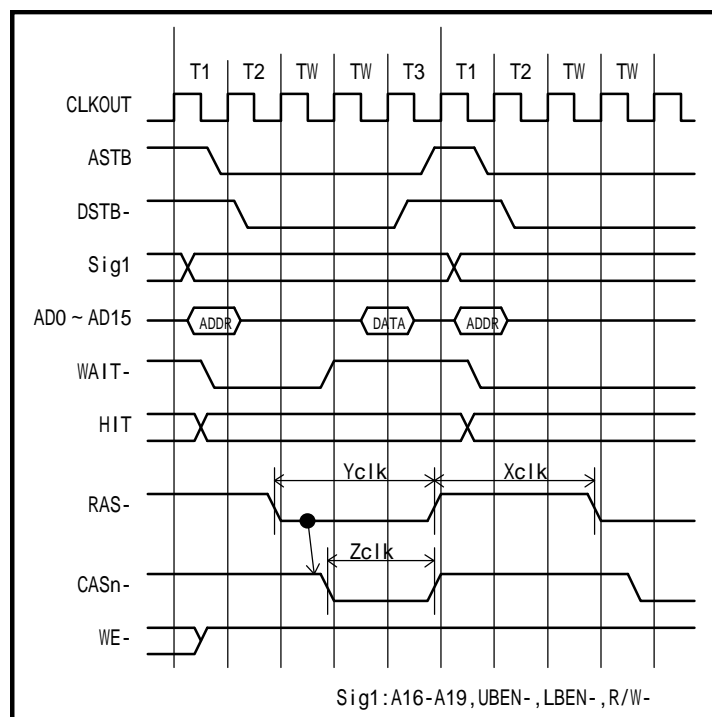 T1 T2 TW TW T3 T1 T2 TW TW
CLKOUT
ASTB
DSTB-
Sig1
AD0 ~ AD15 ADDR DATA ADDR
WAIT-
HIT
Yclk Xclk
RAS-
Zclk
CASn-
WE-
Sig1:A16-A19,UBEN-,LBEN-,R/W-